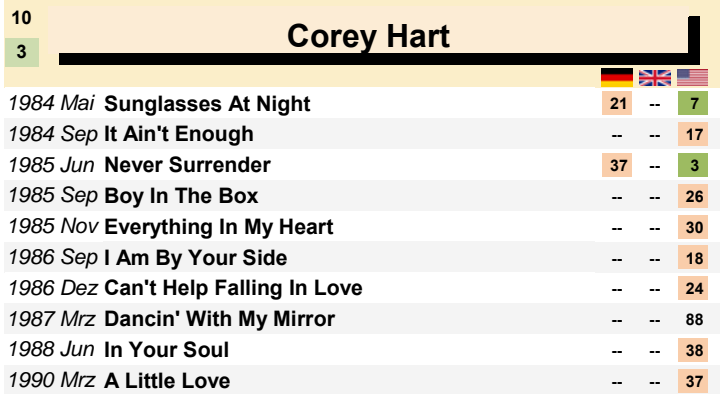 10
Corey Hart
3
1984 Mai Sunglasses At Night 21 -- 7
1984 Sep It Ain't Enough -- -- 17
1985 Jun Never Surrender 37 -- 3
1985 Sep Boy In The Box -- -- 26
1985 Nov Everything In My Heart -- -- 30
1986 Sep I Am By Your Side -- -- 18
1986 Dez Can't Help Falling In Love -- -- 24
1987 Mrz Dancin' With My Mirror -- -- 88
1988 Jun In Your Soul -- -- 38
1990 Mrz A Little Love -- -- 37